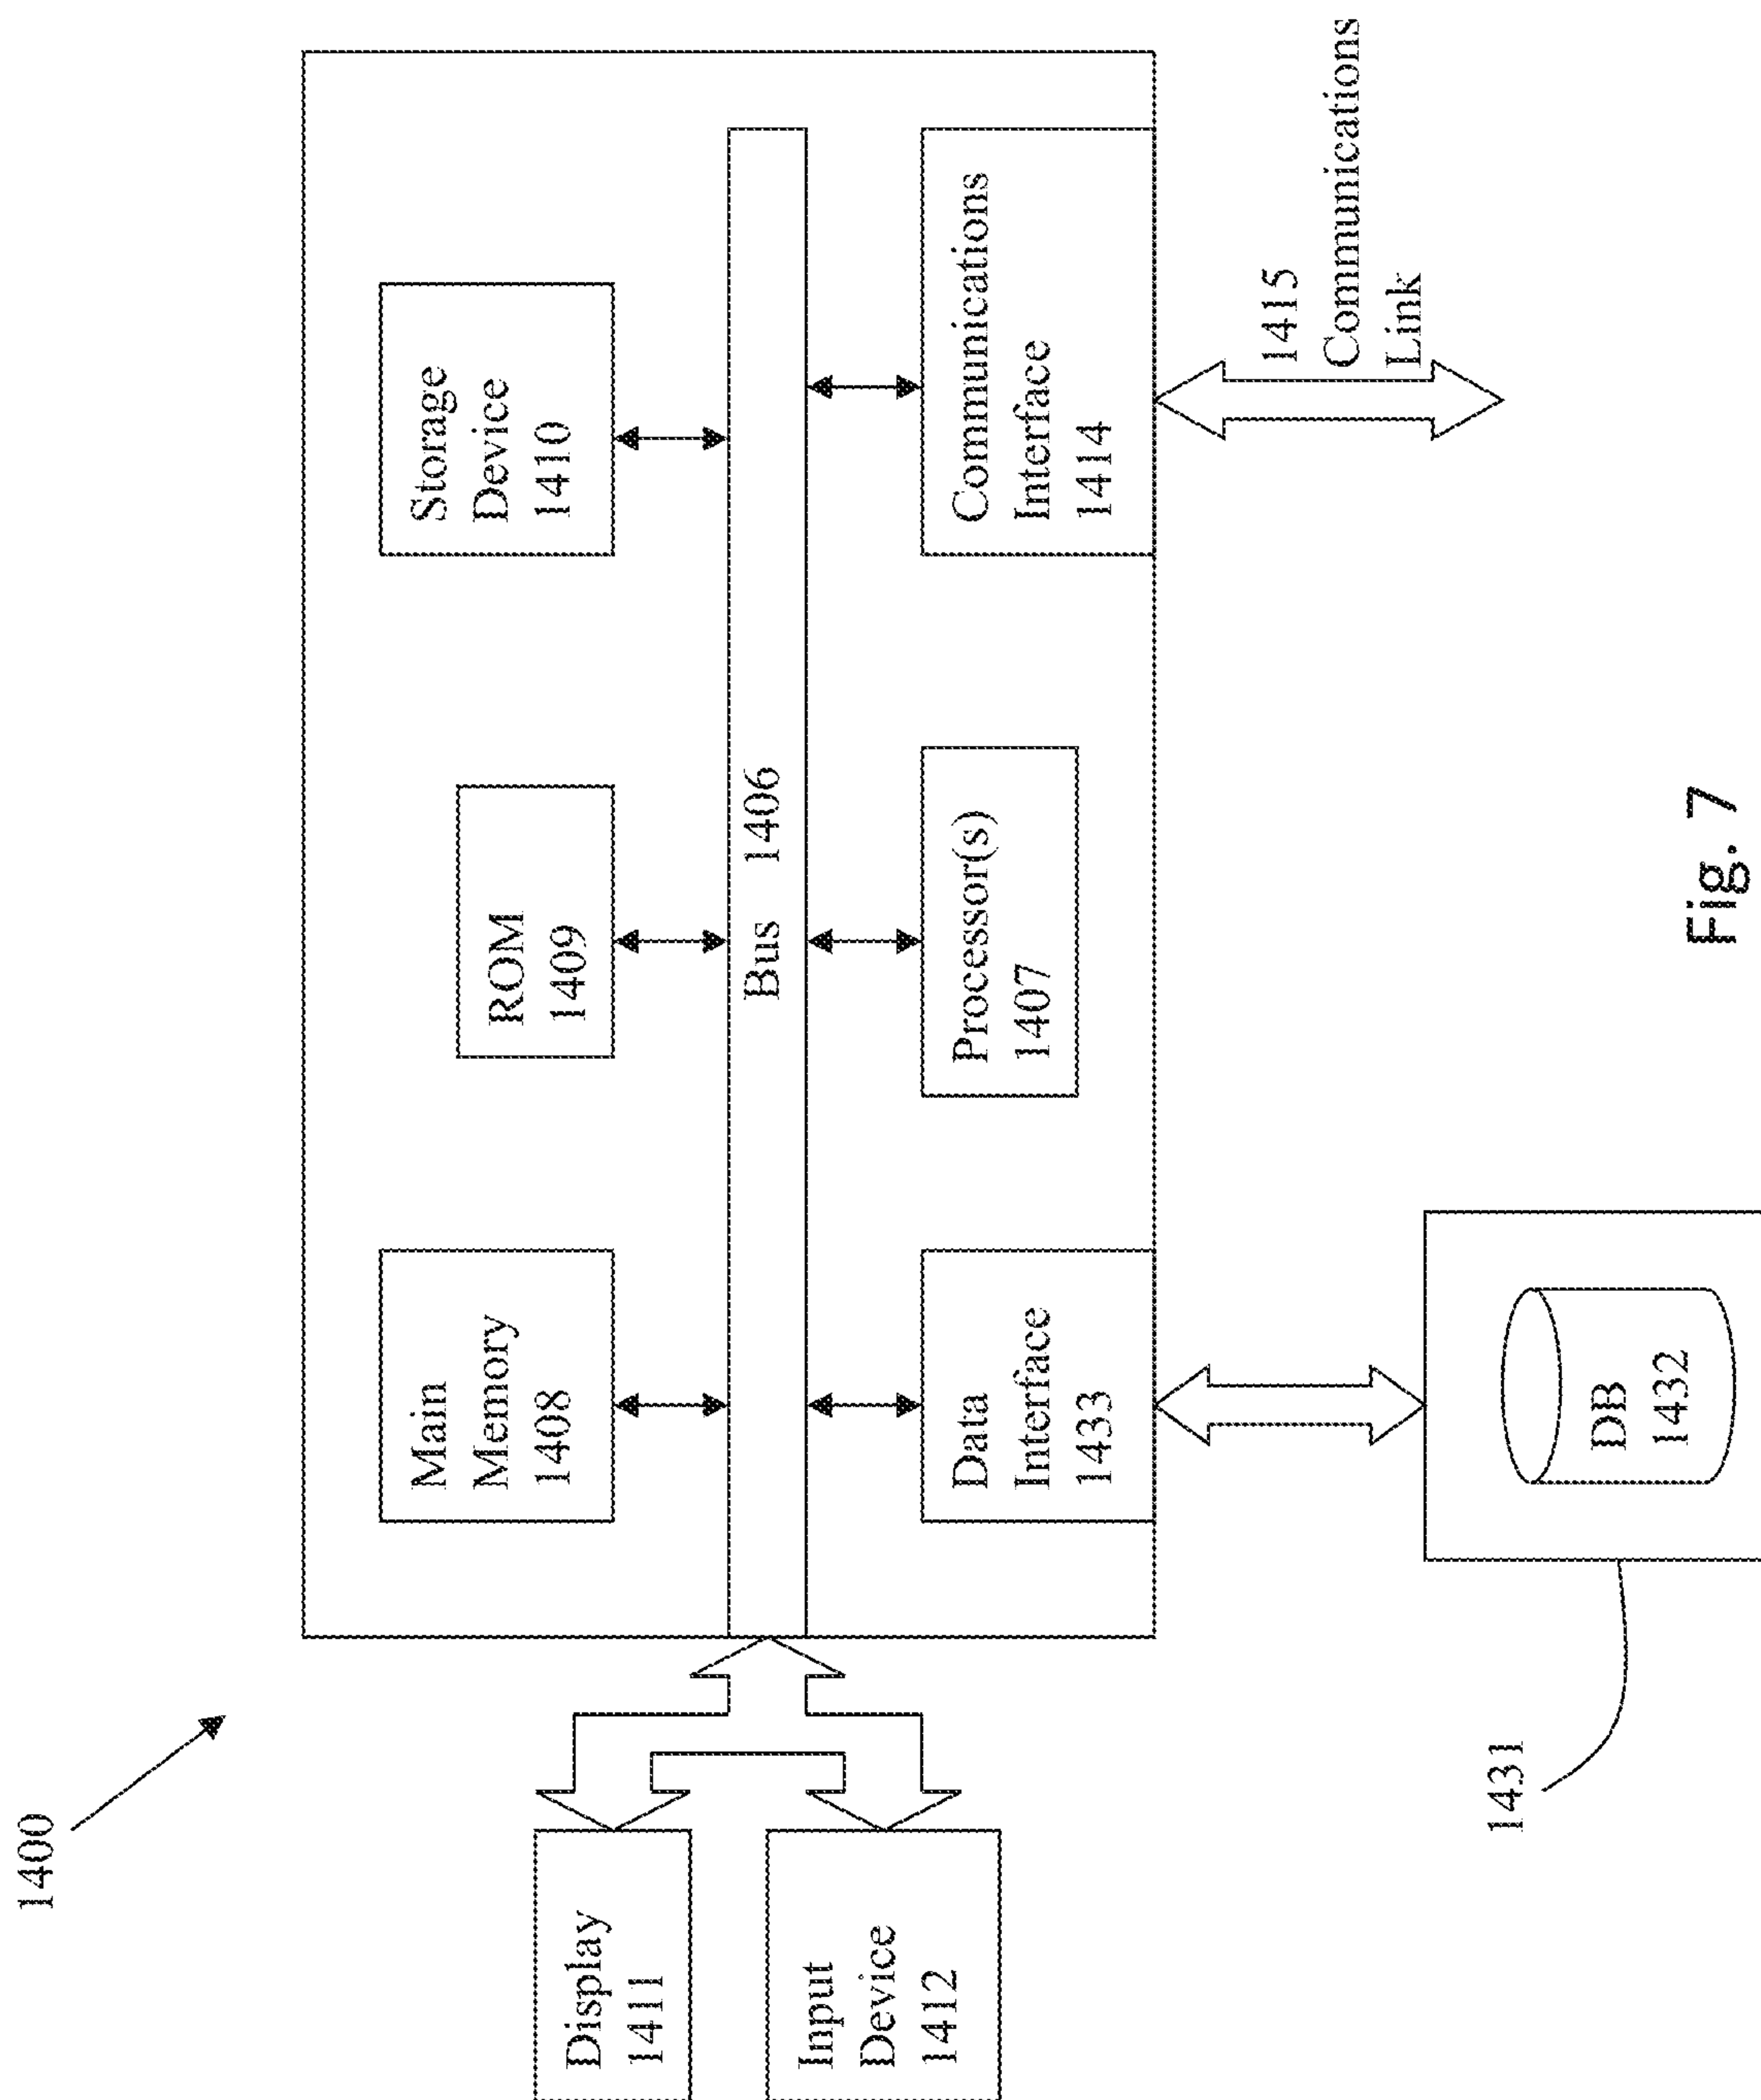 1400
Main
Memory
1408
ROM
1409
Storage
Device
1410
Display
1411
Bus 1406
Input
Device
1412
Data
Interface
1433
Processor(s)
1407
Communications
Interface
1414
1415
Communications
Link
1431
DB
1432
Fig. 7